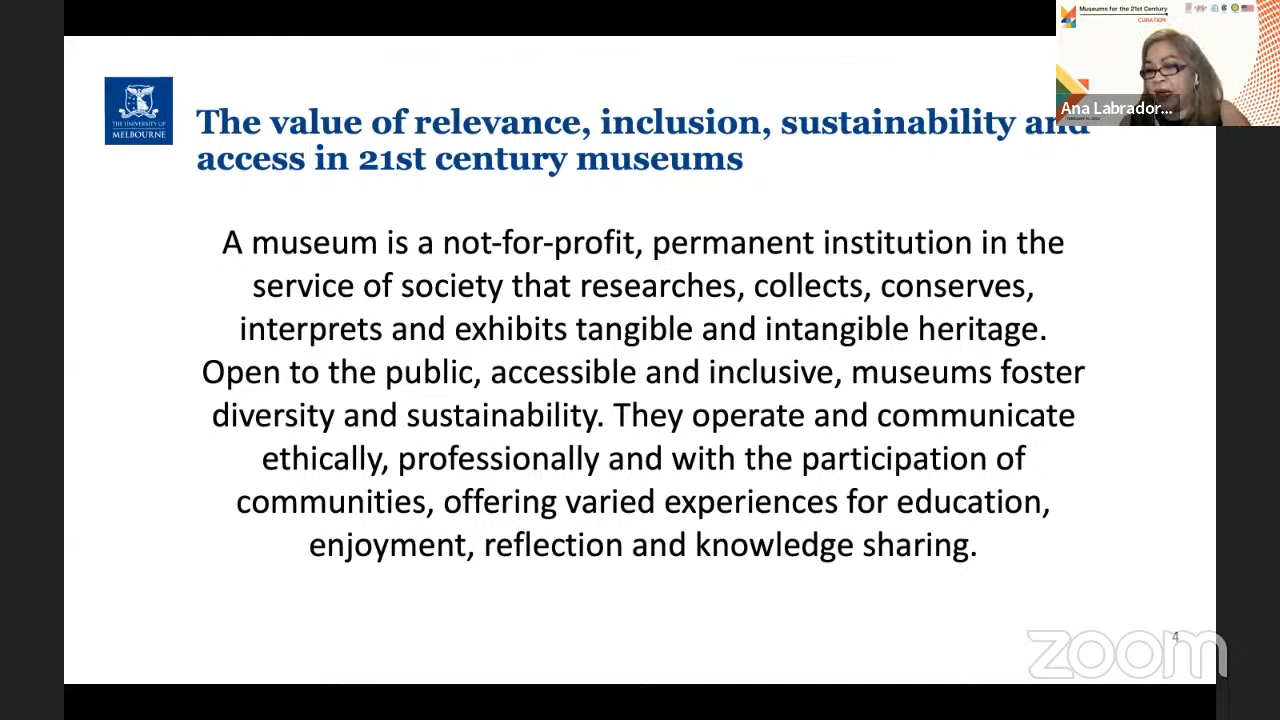 Museums for the 21st Century
CURATION
Ana Labrador...
THE UNIVERSITY OF
MELBOURNE
The value of relevance, inclusion, sustainability and
access in 21st century museums
A museum is a not-for-profit, permanent institution in the
service of society that researches, collects, conserves,
interprets and exhibits tangible and intangible heritage.
Open to the public, accessible and inclusive, museums foster
diversity and sustainability. They operate and communicate
ethically, professionally and with the participation of
communities, offering varied experiences for education,
enjoyment, reflection and knowledge sharing.
4
zoom